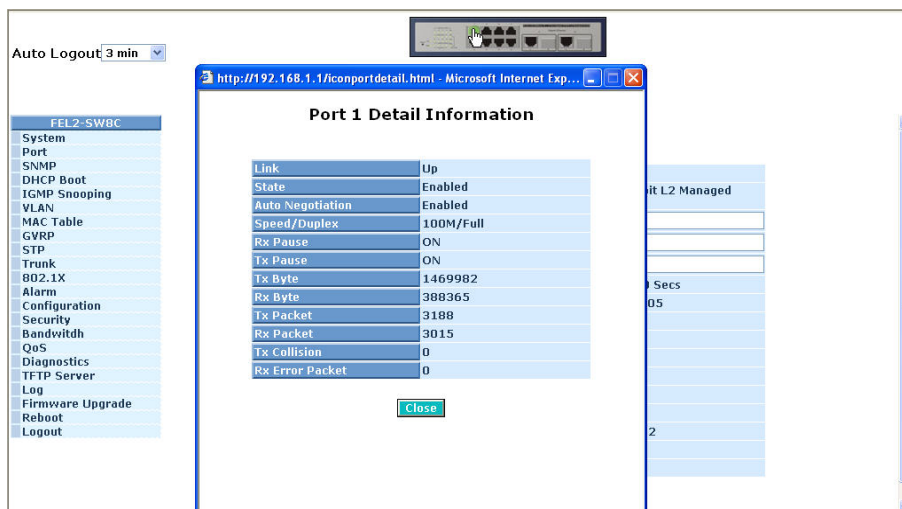 Auto Logout 3 min
http://192.168.1.1/iconportdetail.html - Microsoft Internet Exp...
Port 1 Detail Information
FEL2-SW8C
System
Port
SNMP
DHCP Boot
IGMP Snooping
VLAN
MAC Table
GVRP
STP
Trunk
802.1X
Alarm
Configuration
Security
Bandwitdh
QoS
Diagnostics
TFTP Server
Log
Firmware Upgrade
Reboot
Logout
Link Up
State Enabled
Auto Negotiation Enabled
Speed/Duplex 100M/Full
Rx Pause ON
Tx Pause ON
Tx Byte 1469982
Rx Byte 388365
Tx Packet 3188
Rx Packet 3015
Tx Collision 0
Rx Error Packet 0
Close
L2 Managed
Secs
05
2